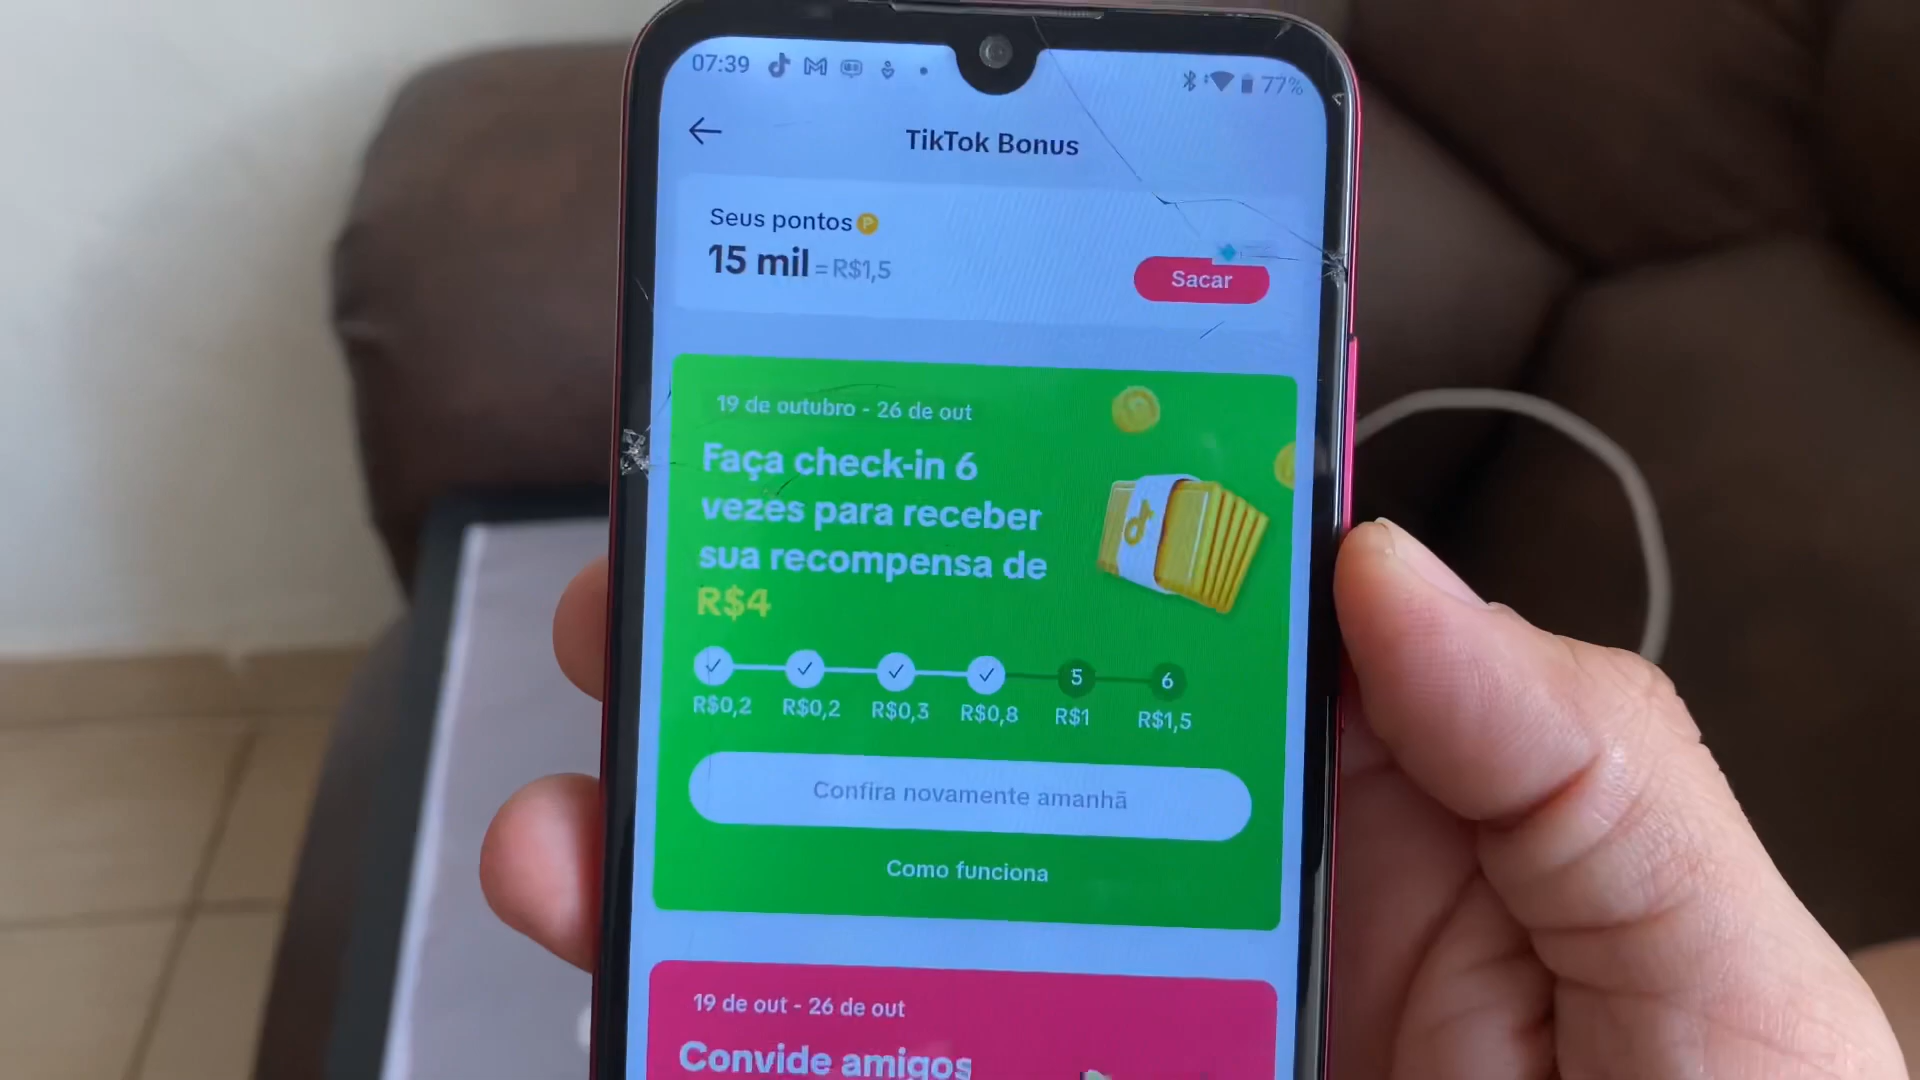 07:39
77%
TikTok Bonus
Seus pontos P
15 mil = R$1,5
Sacar
19 de outubro - 26 de out
Faça check-in 6
vezes para receber
sua recompensa de
R$4
5 6
R$0,2 R$0,2 R$0,3 R$0,8 R$1 R$1,5
Confira novamente amanhã
Como funciona
19 de out - 26 de out
Convide amigos